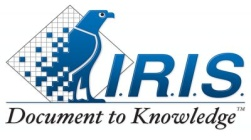 I.R.I.S.
Document to Knowledge™